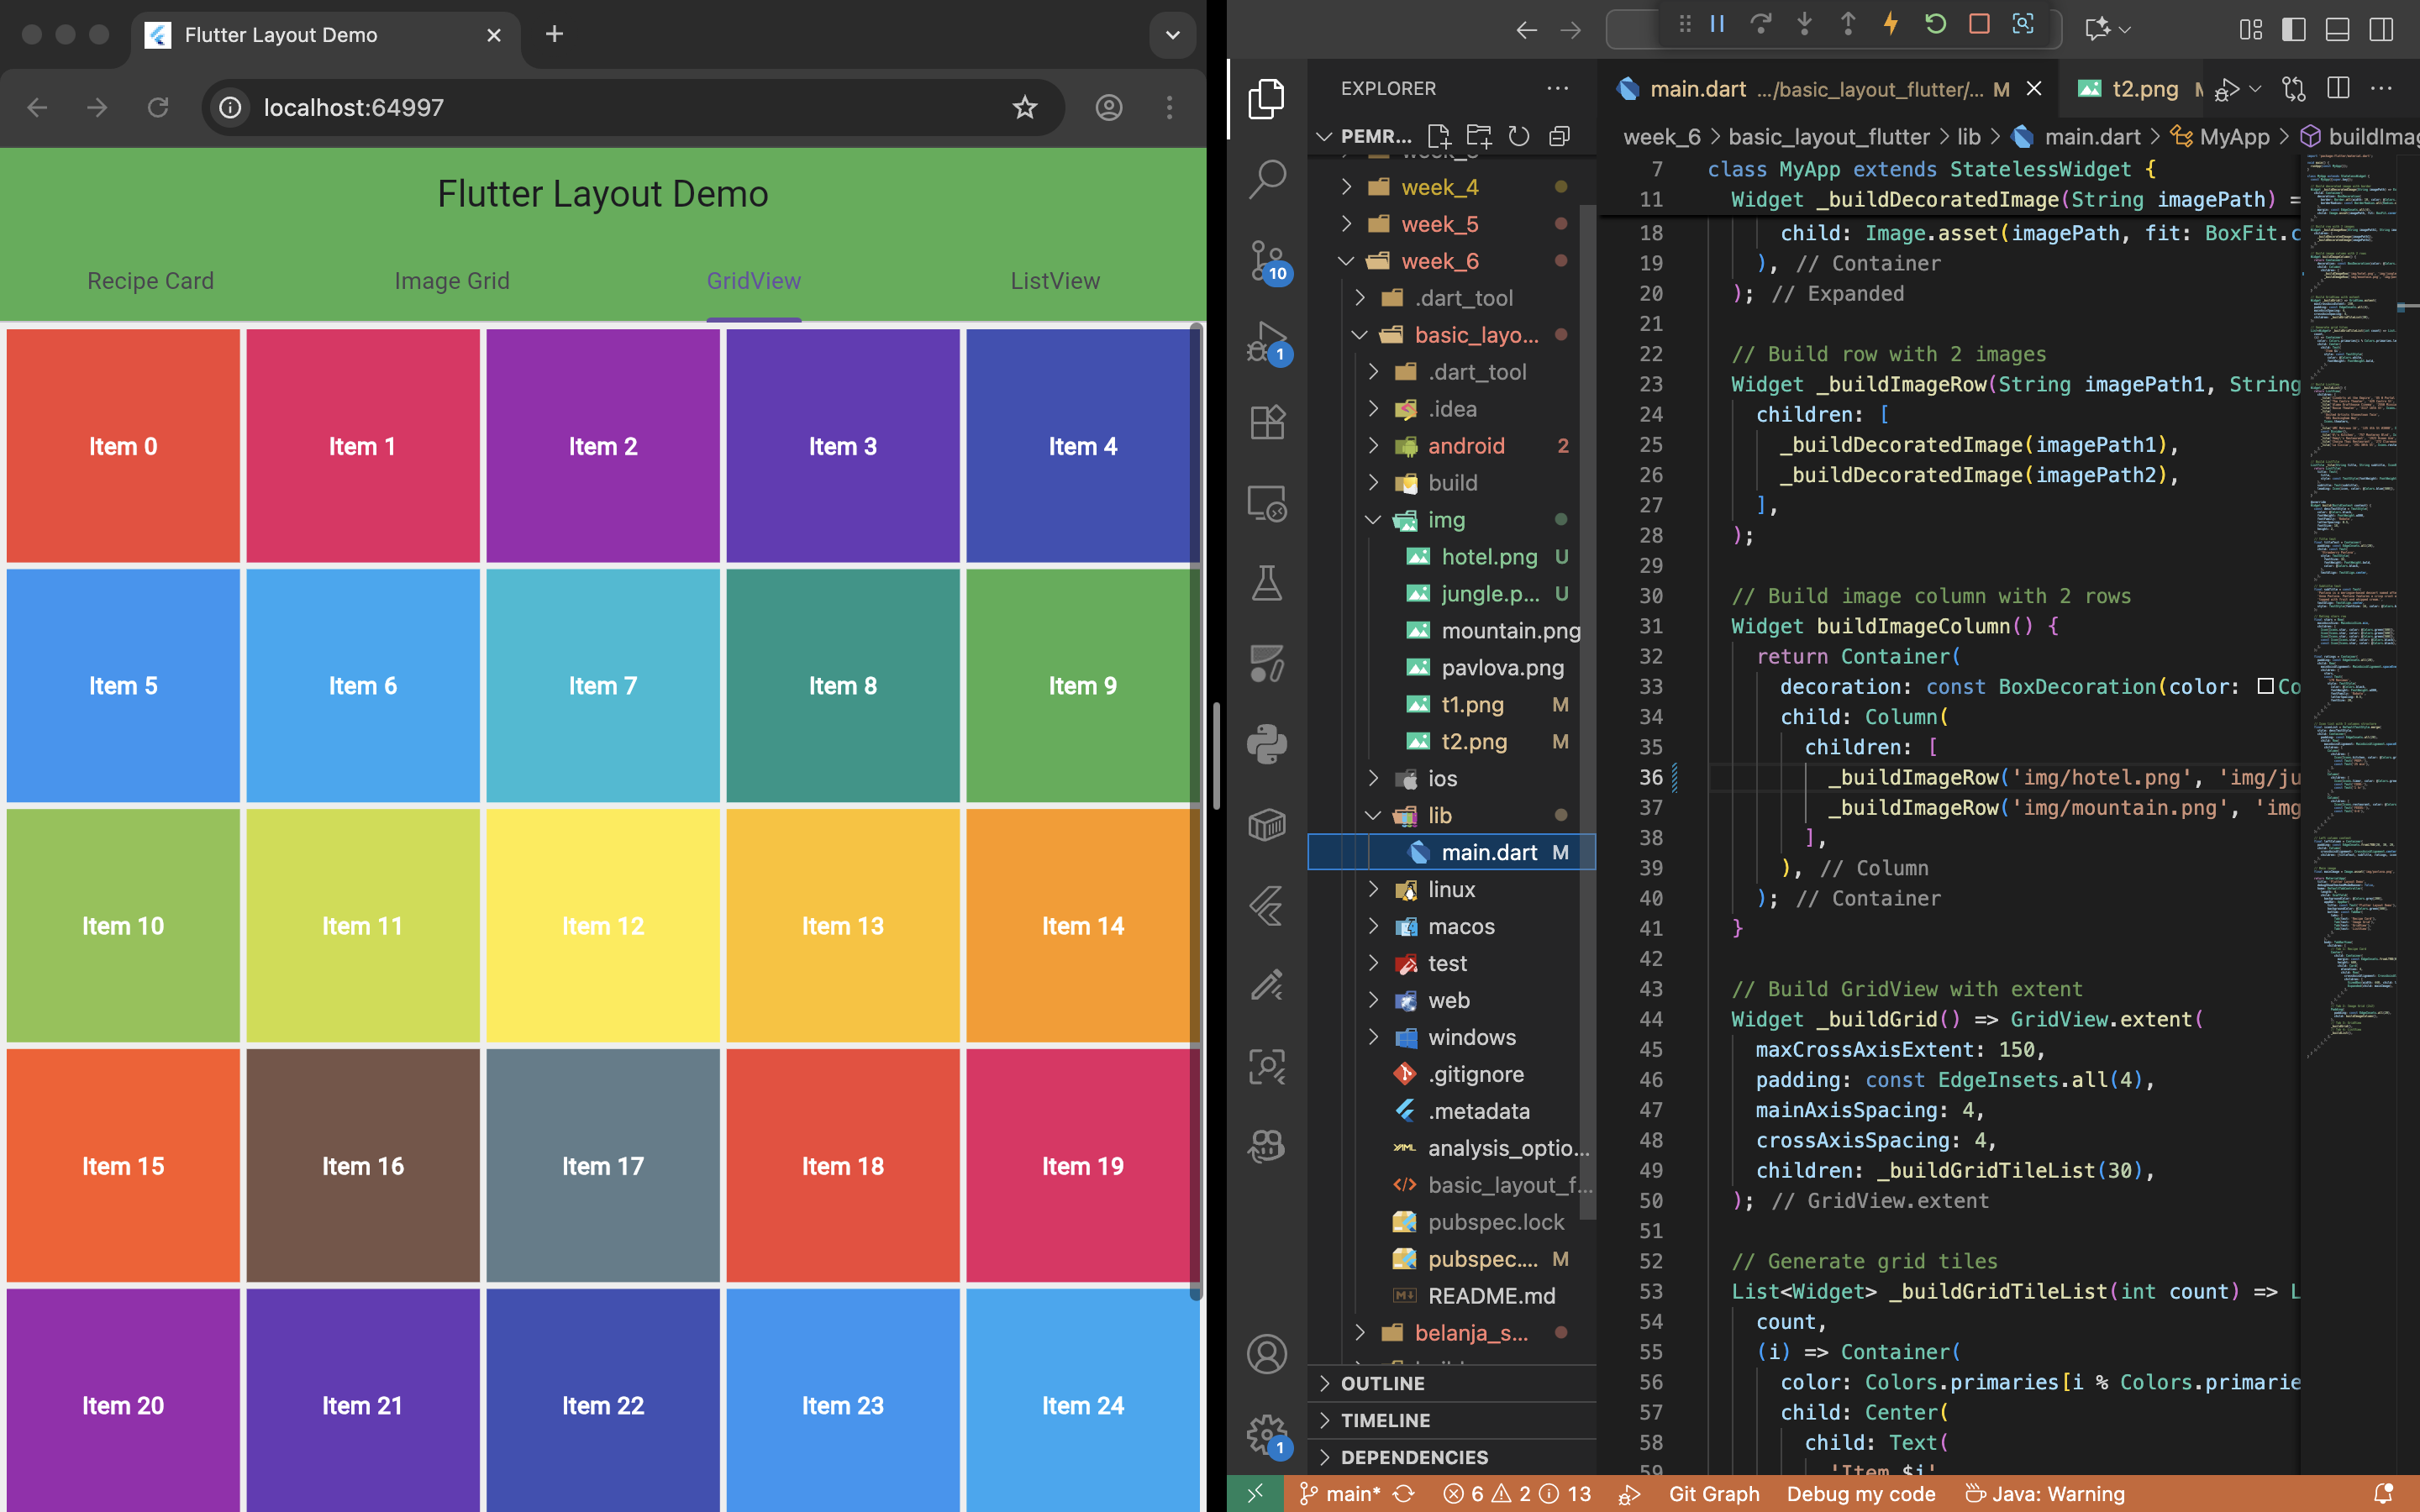 Flutter Layout Demo
localhost:64997
Flutter Layout Demo
Recipe Card
Image Grid
GridView
ListView
Item 0
Item 1
Item 2
Item 3
Item 4
Item 5
Item 6
Item 7
Item 8
Item 9
Item 10
Item 11
Item 12
Item 13
Item 14
Item 15
Item 16
Item 17
Item 18
Item 19
Item 20
Item 21
Item 22
Item 23
Item 24
10
1
1
EXPLORER
PEMR...
week_4
week_5
week_6
.dart_tool
basic_layo...
.dart_tool
.idea
android 2
build
img
hotel.png U
jungle.p... U
mountain.png
pavlova.png
t1.png M
t2.png M
ios
lib
main.dart M
linux
macos
test
web
windows
.gitignore
.metadata
analysis_optio...
basic_layout_f...
pubspec.lock
pubspec.... M
README.md
belanja_s...
OUTLINE
TIMELINE
DEPENDENCIES
main.dart .../basic_layout_flutter/... M
t2.png
week_6 > basic_layout_flutter > lib > main.dart > MyApp > buildImag
7 class MyApp extends StatelessWidget {
11 Widget _buildDecoratedImage(String imagePath) =
18 child: Image.asset(imagePath, fit: BoxFit.c
19 ), // Container
20 ); // Expanded
21
22 // Build row with 2 images
23 Widget _buildImageRow(String imagePath1, String
24 children: [
25 _buildDecoratedImage(imagePath1),
26 _buildDecoratedImage(imagePath2),
27 ],
28 );
29
30 // Build image column with 2 rows
31 Widget buildImageColumn() {
32 return Container(
33 decoration: const BoxDecoration(color: Co
34 child: Column(
35 children: [
36 _buildImageRow('img/hotel.png', 'img/ju
37 _buildImageRow('img/mountain.png', 'img
38 ],
39 ), // Column
40 ); // Container
41 }
42
43 // Build GridView with extent
44 Widget _buildGrid() => GridView.extent(
45 maxCrossAxisExtent: 150,
46 padding: const EdgeInsets.all(4),
47 mainAxisSpacing: 4,
48 crossAxisSpacing: 4,
49 children: _buildGridTileList(30),
50 ); // GridView.extent
51
52 // Generate grid tiles
53 List<Widget> _buildGridTileList(int count) => L
54 count,
55 (i) => Container(
56 color: Colors.primaries[i % Colors.primarie
57 child: Center(
58 child: Text(
59 'Item $i'
main* 6 2 13 Git Graph Debug my code Java: Warning